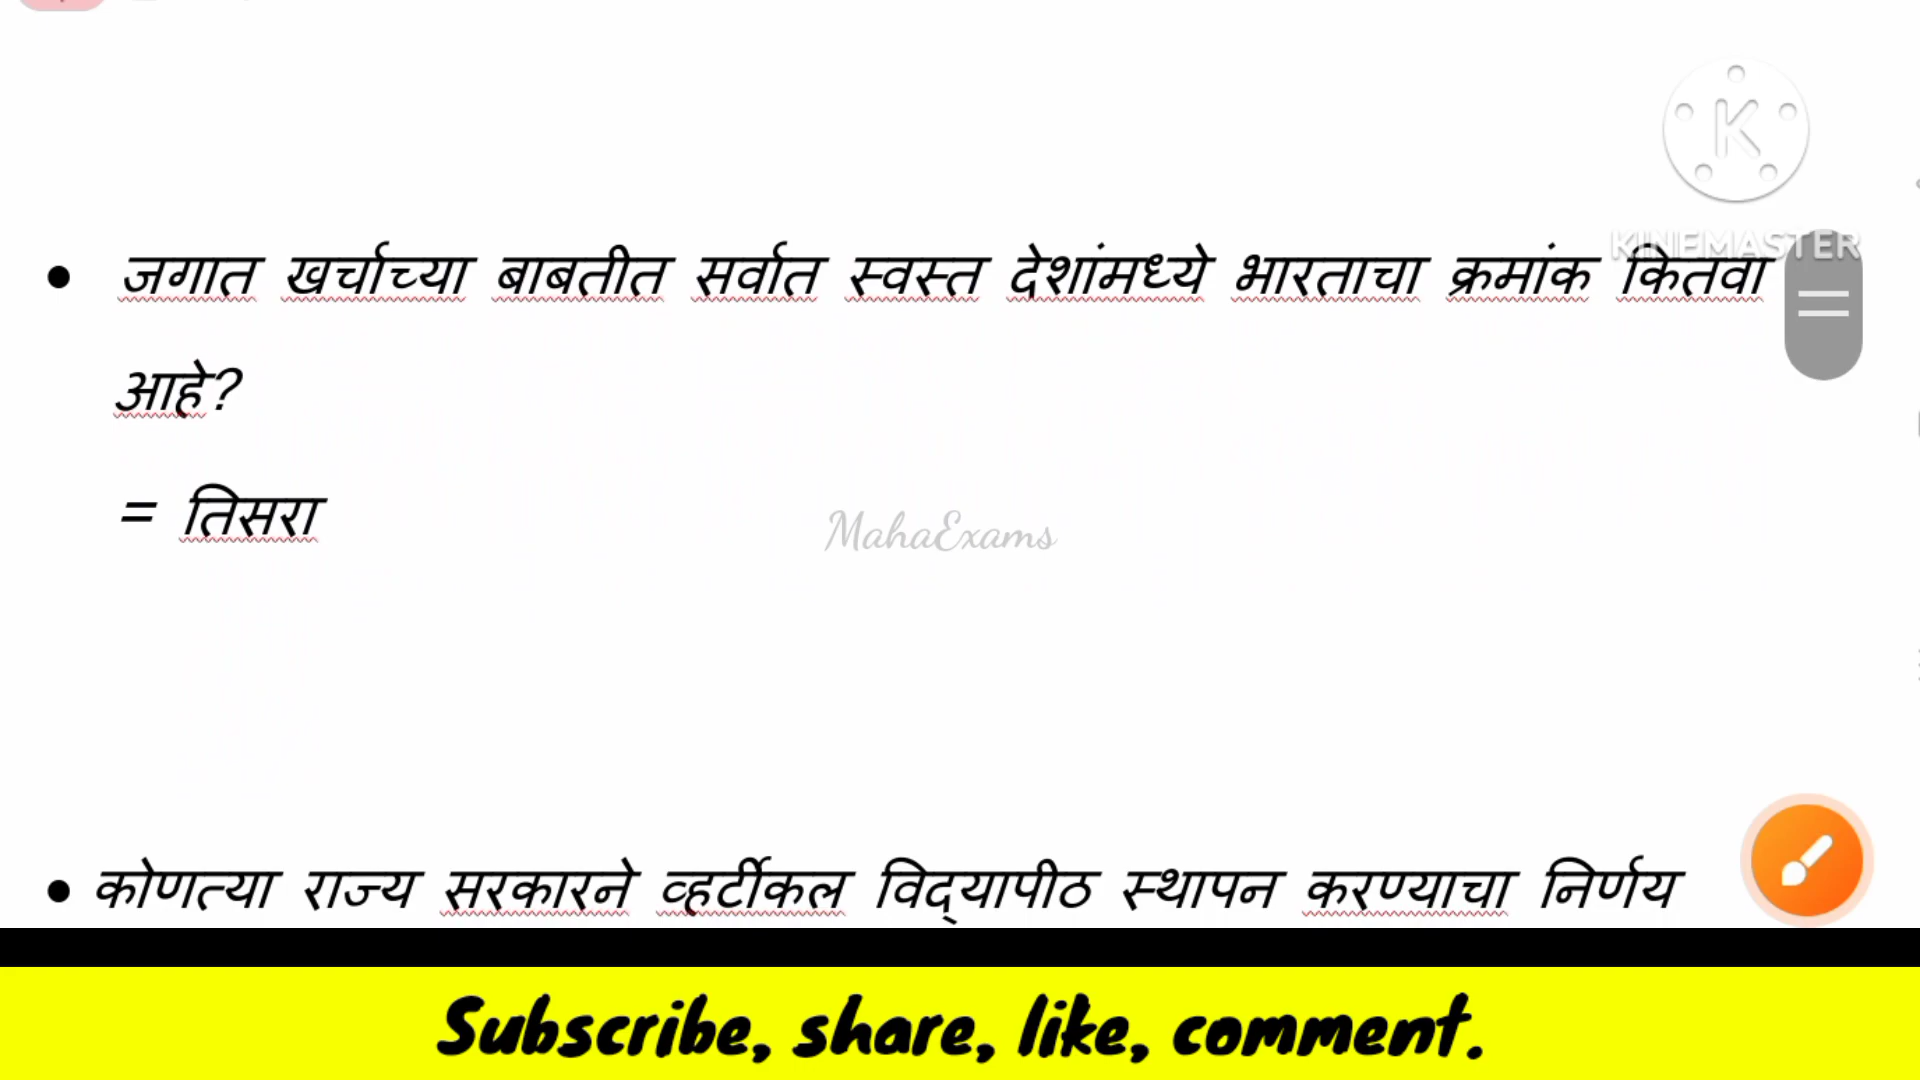 KINEMASTER
• जगात खर्चाच्या बाबतीत सर्वात स्वस्त देशांमध्ये भारताचा क्रमांक कितवा
आहे?
= तिसरा
MahaExams
• कोणत्या राज्य सरकारने व्हर्टीकल विद्यापीठ स्थापन करण्याचा निर्णय
Subscribe, share, like, comment.